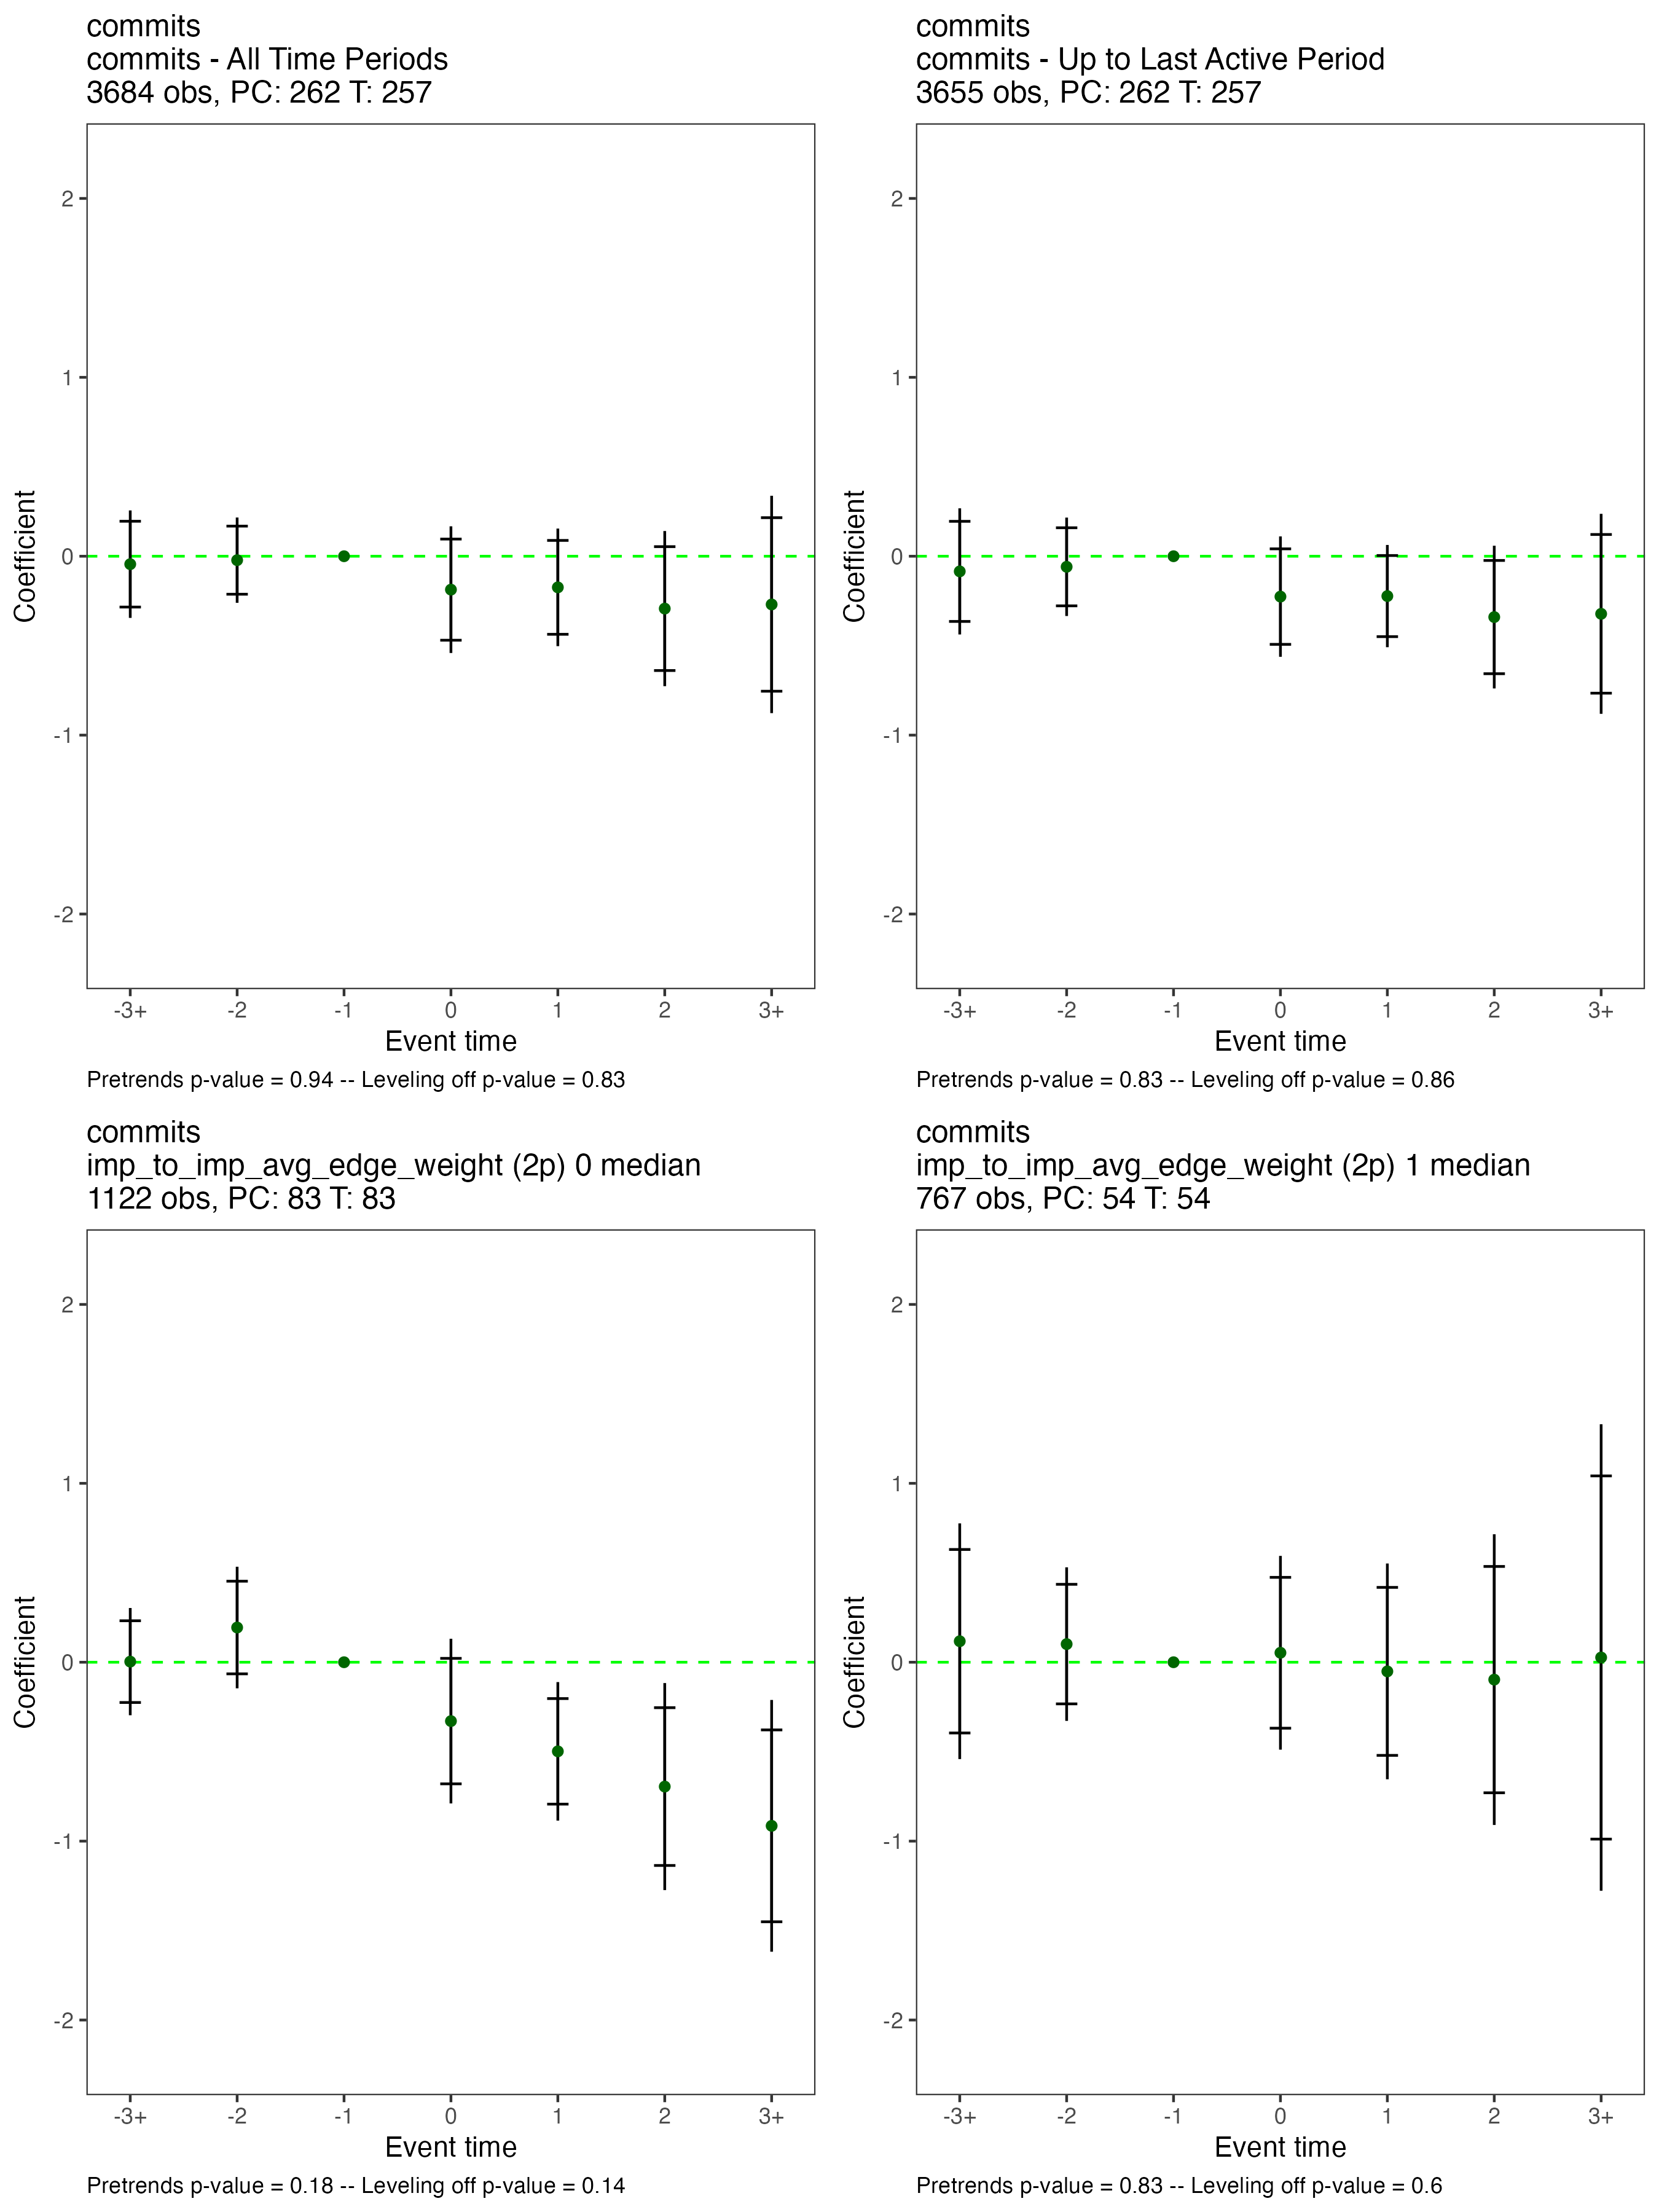 commits
commits - All Time Periods
3684 obs, PC: 262 T: 257
2
1
0
-1
-2
Coefficient
-3+ -2 -1 0 1 2 3+
Event time
Pretrends p-value = 0.94 -- Leveling off p-value = 0.83
commits
commits - Up to Last Active Period
3655 obs, PC: 262 T: 257
2
1
0
-1
-2
Coefficient
-3+ -2 -1 0 1 2 3+
Event time
Pretrends p-value = 0.83 -- Leveling off p-value = 0.86
commits
imp_to_imp_avg_edge_weight (2p) 0 median
1122 obs, PC: 83 T: 83
2
1
0
-1
-2
Coefficient
-3+ -2 -1 0 1 2 3+
Event time
Pretrends p-value = 0.18 -- Leveling off p-value = 0.14
commits
imp_to_imp_avg_edge_weight (2p) 1 median
767 obs, PC: 54 T: 54
2
1
0
-1
-2
Coefficient
-3+ -2 -1 0 1 2 3+
Event time
Pretrends p-value = 0.83 -- Leveling off p-value = 0.6